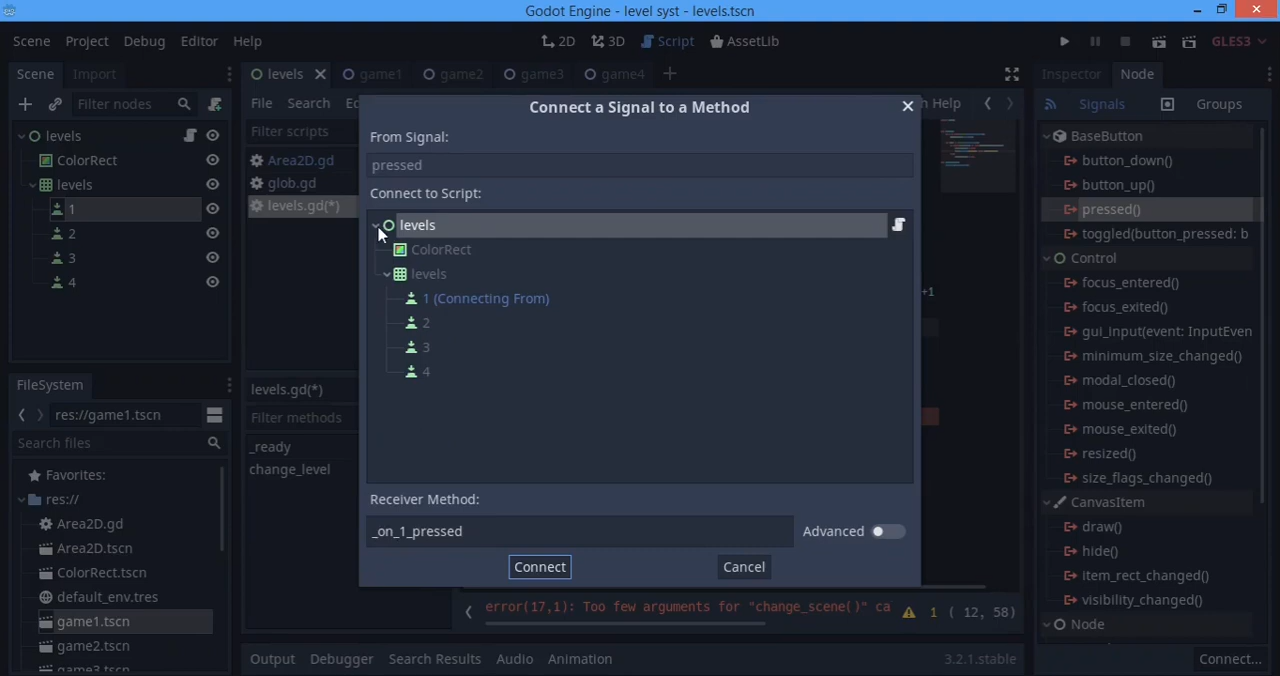 Godot Engine - level syst - levels.tscn
Scene Project Debug Editor Help
2D 3D Script AssetLib
GLES3
Scene Import
levels game1 game2 game3 game4
Inspector Node
Filter nodes
File Search Ed
n Help
Signals Groups
levels
ColorRect
levels
1
2
3
4
Filter scripts
Area2D.gd
glob.gd
levels.gd(*)
levels.gd(*)
Filter methods
_ready
change_level
Connect a Signal to a Method
From Signal:
pressed
Connect to Script:
levels
ColorRect
levels
1 (Connecting From)
2
3
4
Receiver Method:
_on_1_pressed
Advanced
Connect Cancel
+1
error(17,1): Too few arguments for "change_scene()" ca
1 ( 12, 58)
FileSystem
res://game1.tscn
Search files
Favorites:
res://
Area2D.gd
Area2D.tscn
ColorRect.tscn
default_env.tres
game1.tscn
game2.tscn
game3.tscn
Output Debugger Search Results Audio Animation
3.2.1.stable
BaseButton
button_down()
button_up()
pressed()
toggled(button_pressed: b
Control
focus_entered()
focus_exited()
gui_input(event: InputEven
minimum_size_changed()
modal_closed()
mouse_entered()
mouse_exited()
resized()
size_flags_changed()
CanvasItem
draw()
hide()
item_rect_changed()
visibility_changed()
Node
Connect...